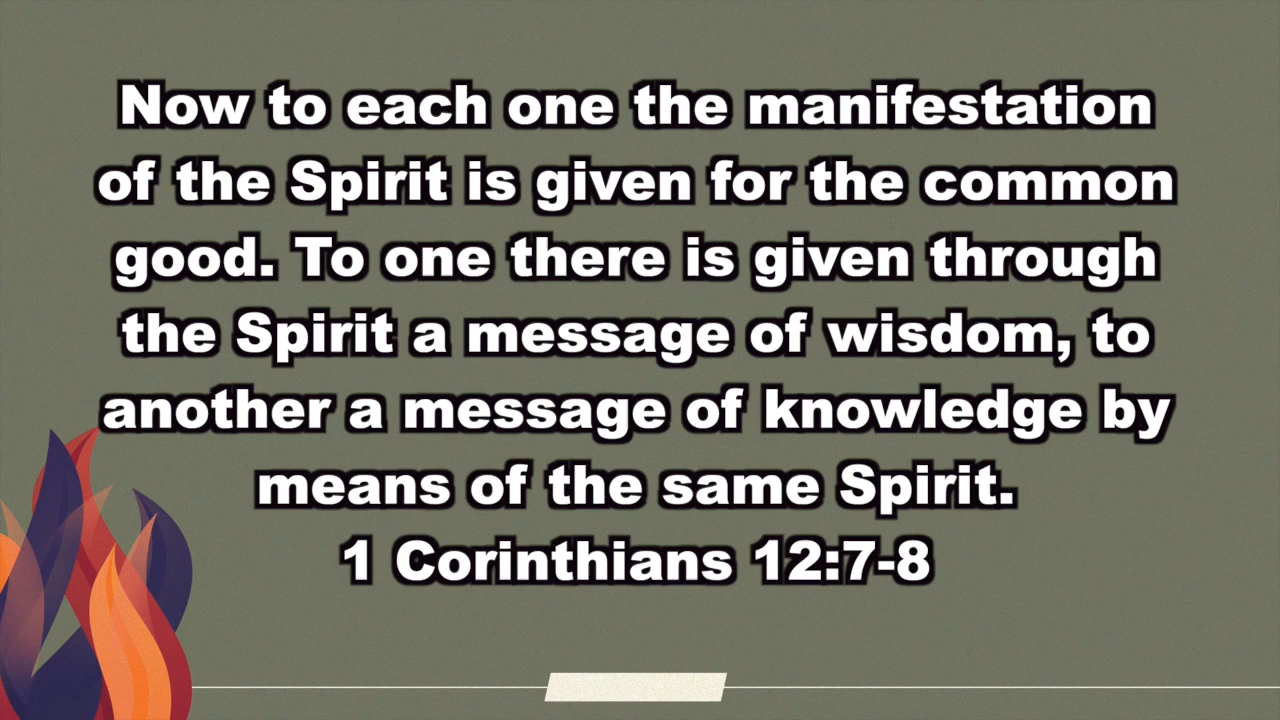 Now to each one the manifestation
of the Spirit is given for the common
good. To one there is given through
the Spirit a message of wisdom, to
another a message of knowledge by
means of the same Spirit.
1 Corinthians 12:7-8